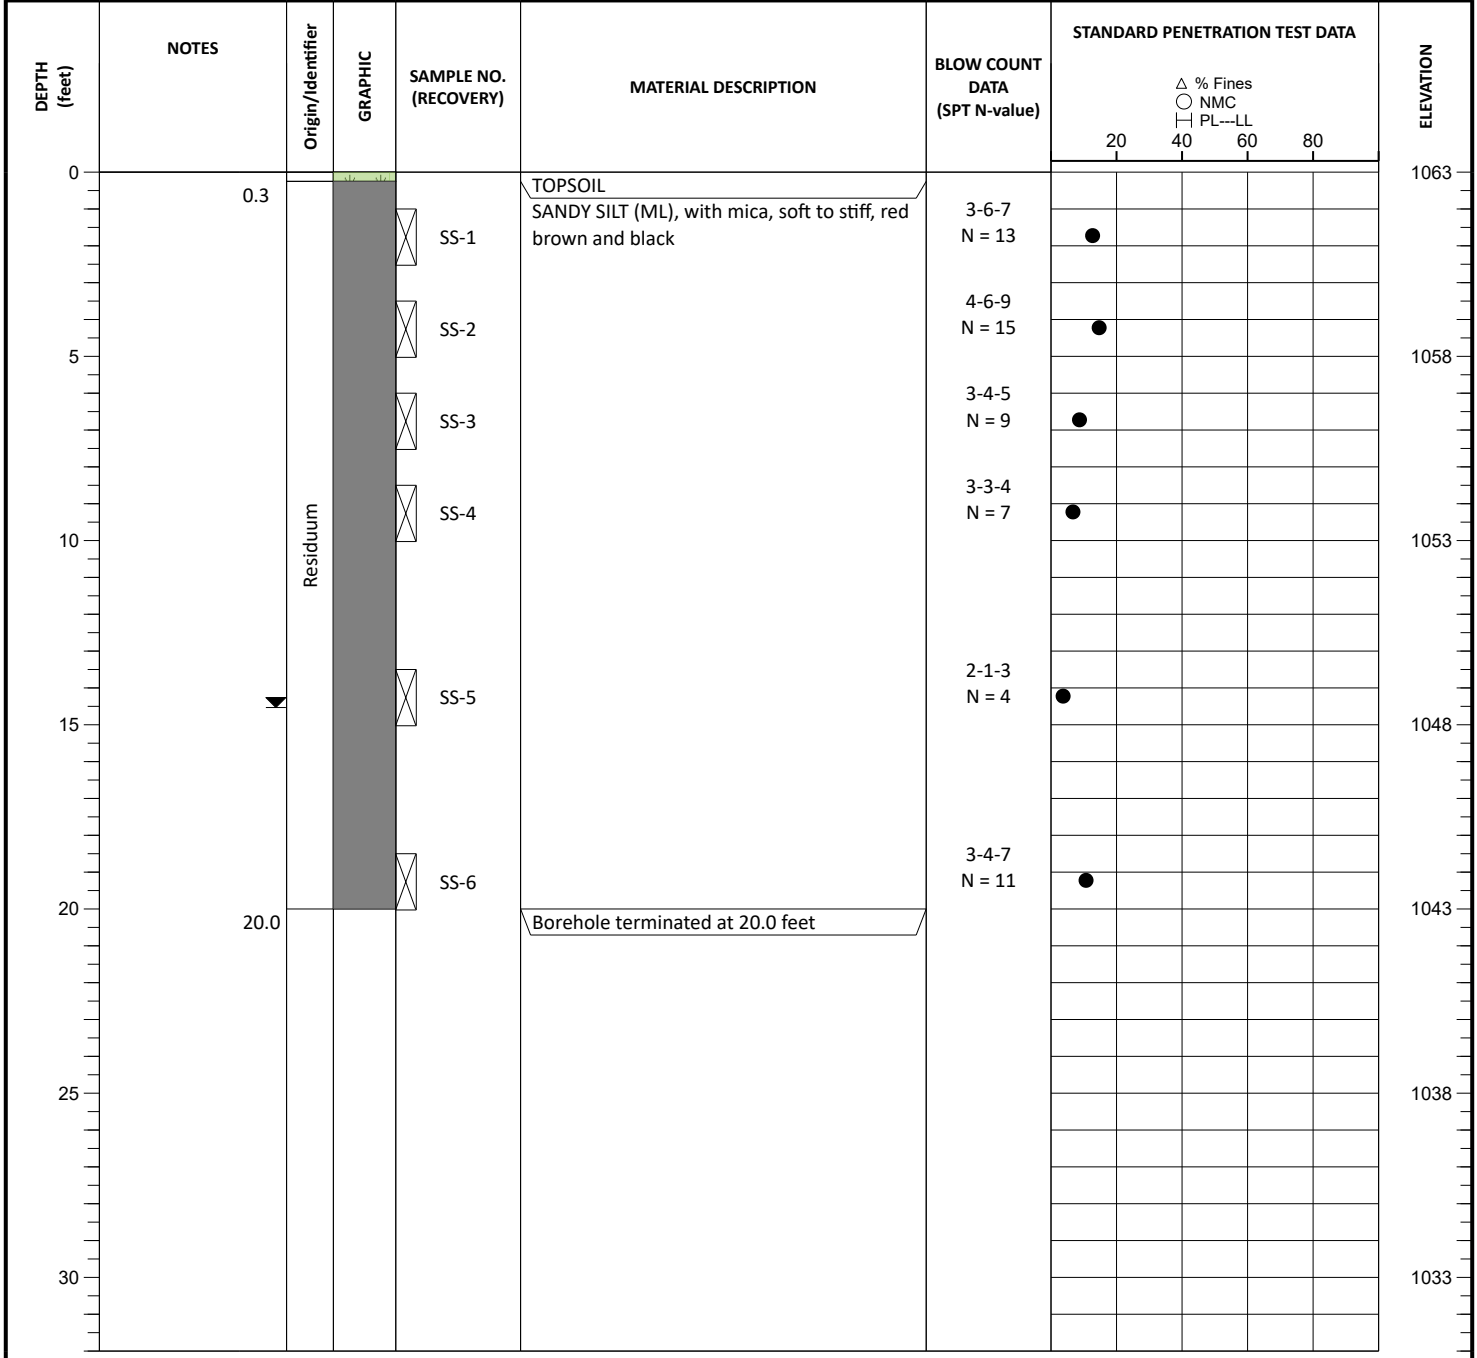 DEPTH
(feet)
NOTES
Origin/Identifier
GRAPHIC
SAMPLE NO.
(RECOVERY)
MATERIAL DESCRIPTION
BLOW COUNT
DATA
(SPT N-value)
STANDARD PENETRATION TEST DATA
% Fines
NMC
PL---LL
20 40 60 80
ELEVATION
0
1063
0.3
TOPSOIL
SANDY SILT (ML), with mica, soft to stiff, red
brown and black
SS-1
3-6-7
N = 13
SS-2
4-6-9
N = 15
5
1058
SS-3
3-4-5
N = 9
SS-4
3-3-4
N = 7
10
Residuum
1053
SS-5
2-1-3
N = 4
15
1048
SS-6
3-4-7
N = 11
20
1043
20.0
Borehole terminated at 20.0 feet
25
1038
30
1033